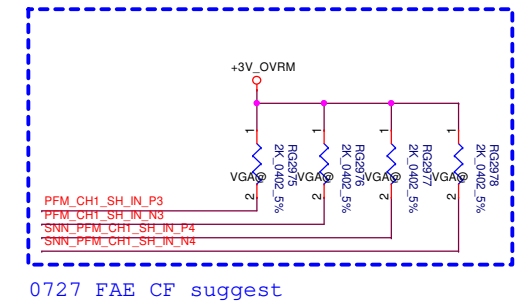 +3V_OVRM
1
1
1
1
RG2975
2K_0402_5%
RG2976
2K_0402_5%
RG2977
2K_0402_5%
RG2978
2K_0402_5%
VGA@
VGA@
VGA@
VGA@
2
2
2
2
PFM_CH1_SH_IN_P3
PFM_CH1_SH_IN_N3
SNN_PFM_CH1_SH_IN_P4
SNN_PFM_CH1_SH_IN_N4
0727 FAE CF suggest